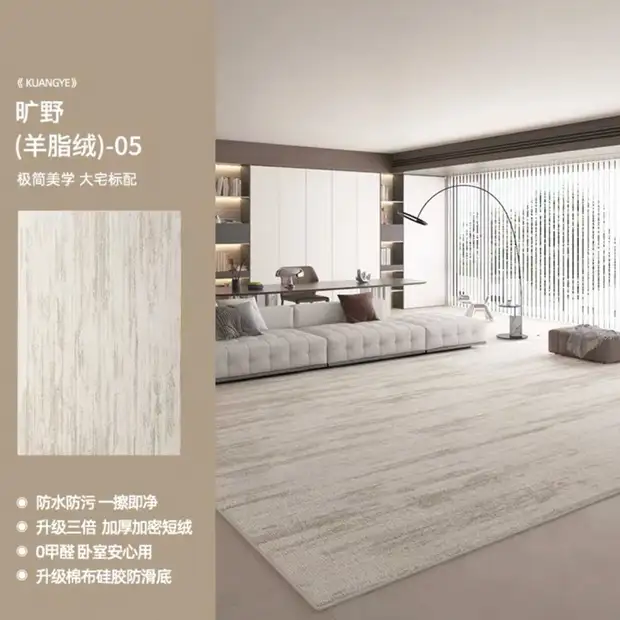 《 KUANGYE》
旷野
(羊脂绒)-05
极简美学 大宅标配
防水防污 一擦即净
升级三倍 加厚加密短绒
0甲醛 卧室安心用
升级棉布硅胶防滑底